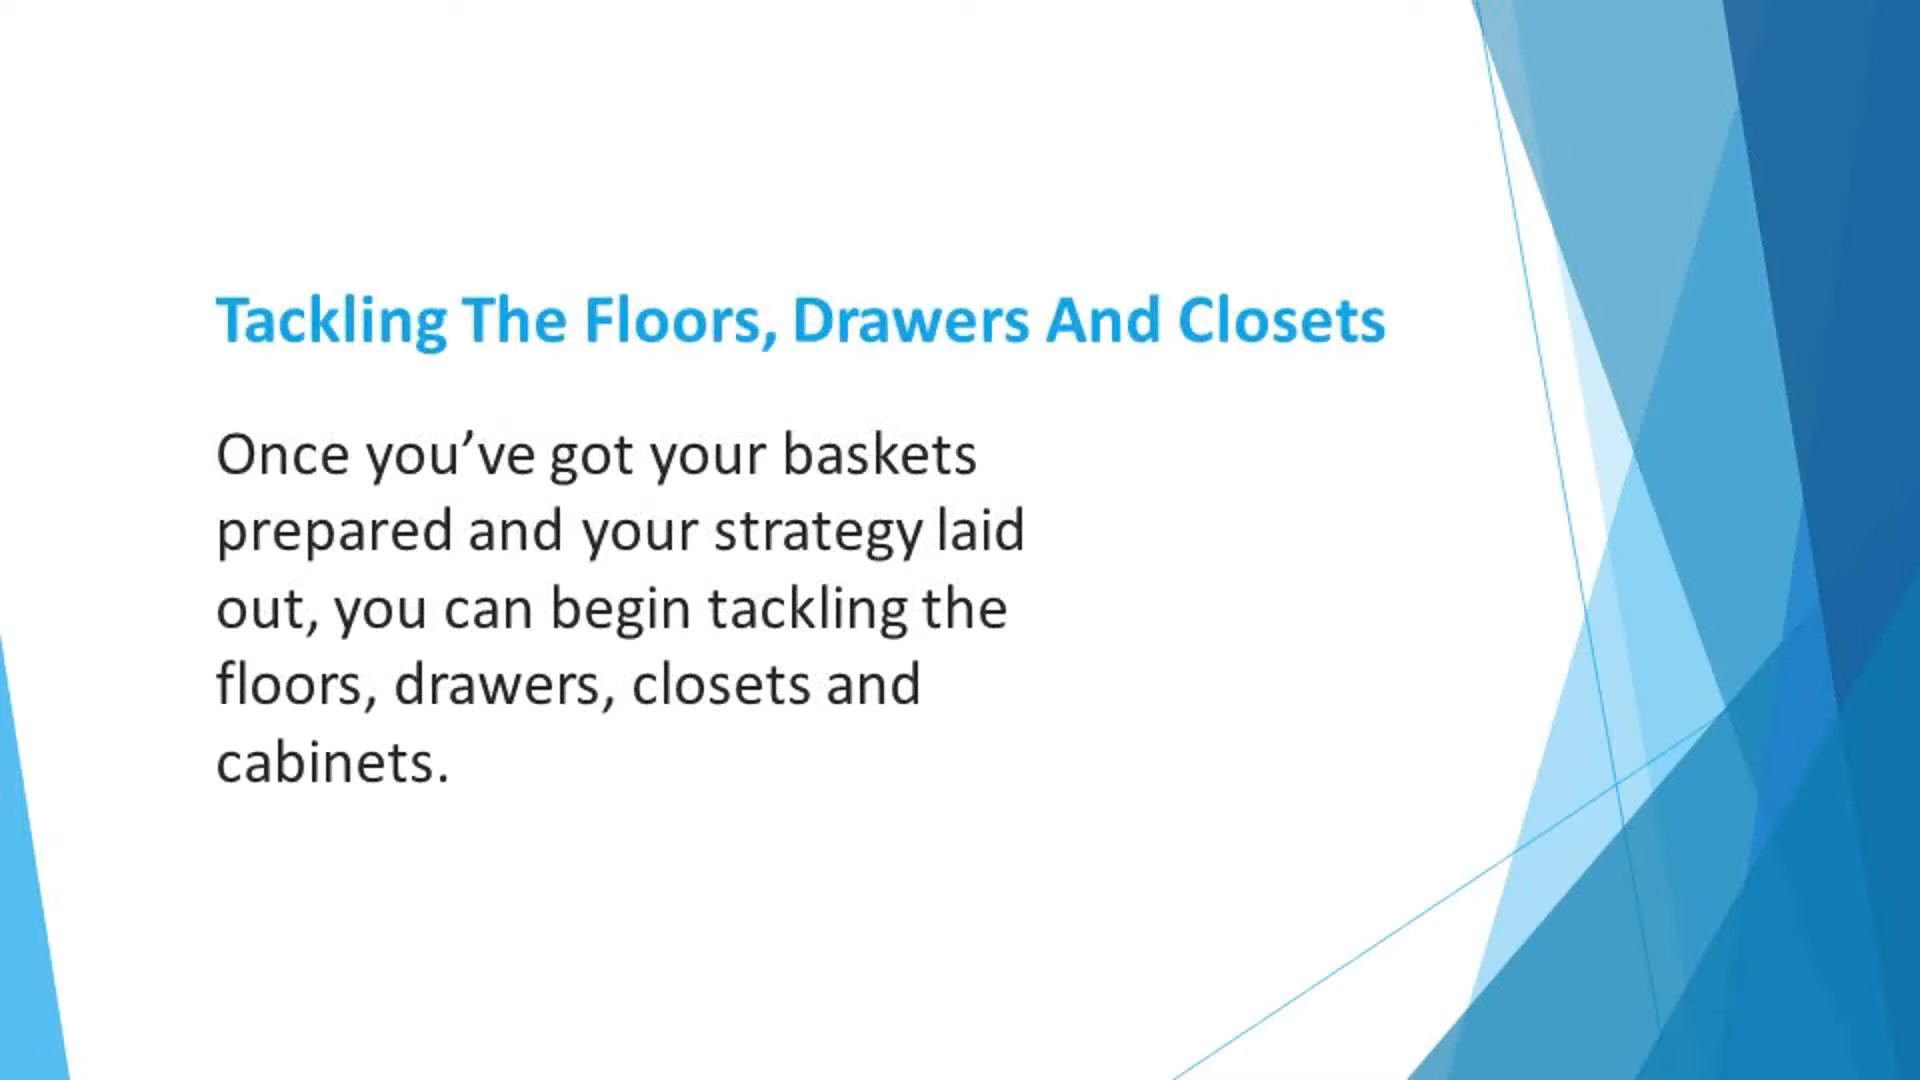 Tackling The Floors, Drawers And Closets
Once you’ve got your baskets
prepared and your strategy laid
out, you can begin tackling the
floors, drawers, closets and
cabinets.